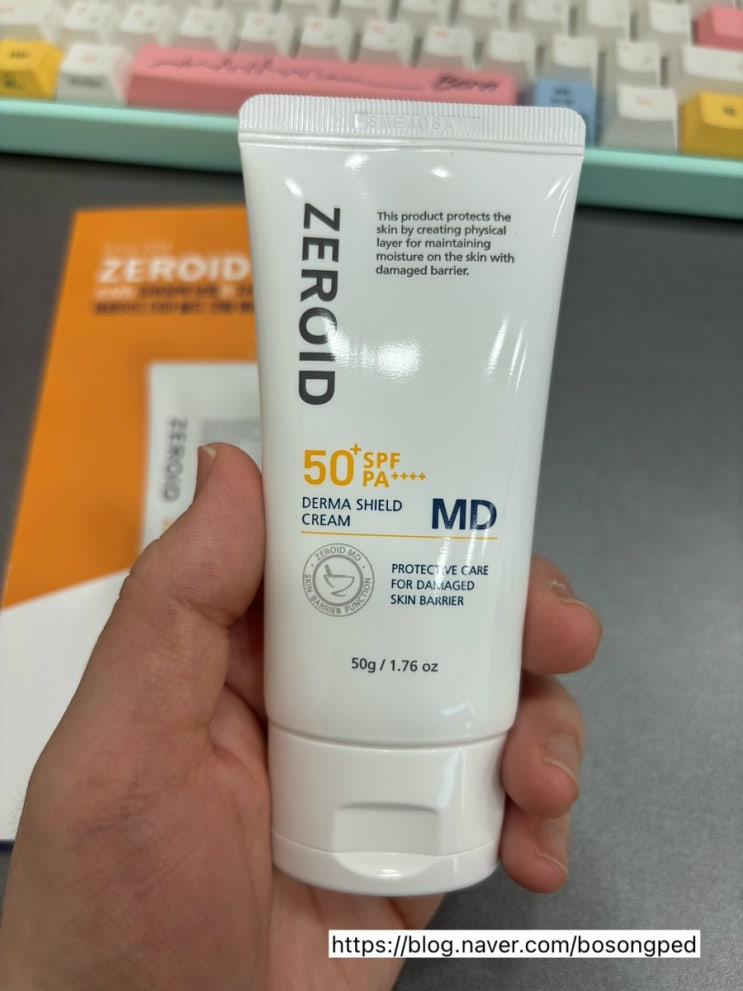 ZEROID
This product protects the
skin by creating physical
layer for maintaining
moisture on the skin with
damaged barrier.
50+ SPF
PA++++
DERMA SHIELD
CREAM
MD
ZEROID MD
SKIN BARRIER FUNCTION
PROTECTIVE CARE
FOR DAMAGED
SKIN BARRIER
50g / 1.76 oz
ZEROID
ZEROID
https://blog.naver.com/bosongped